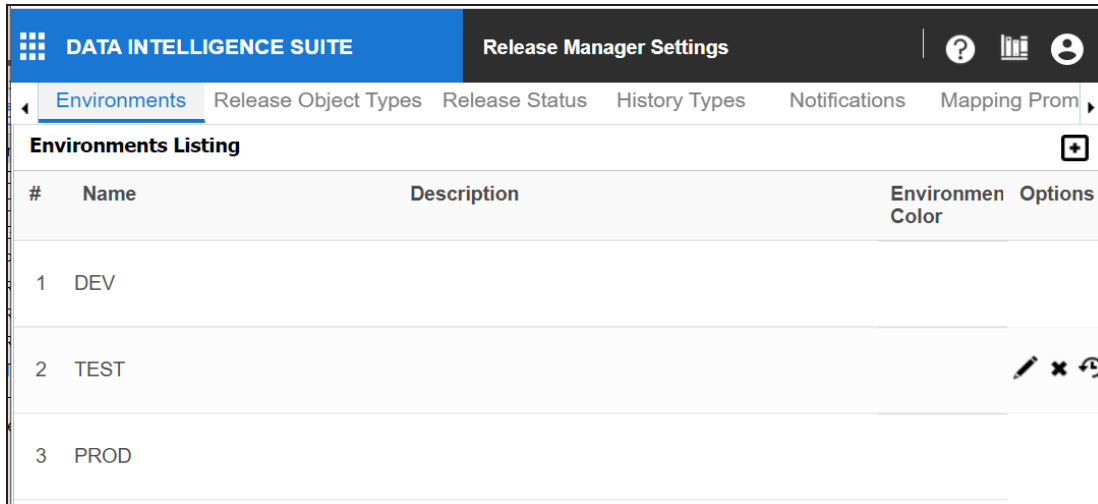 DATA INTELLIGENCE SUITE Release Manager Settings
Environments Release Object Types Release Status History Types Notifications Mapping Prom
Environments Listing
# Name Description Environmen Options
Color
1 DEV
2 TEST
3 PROD